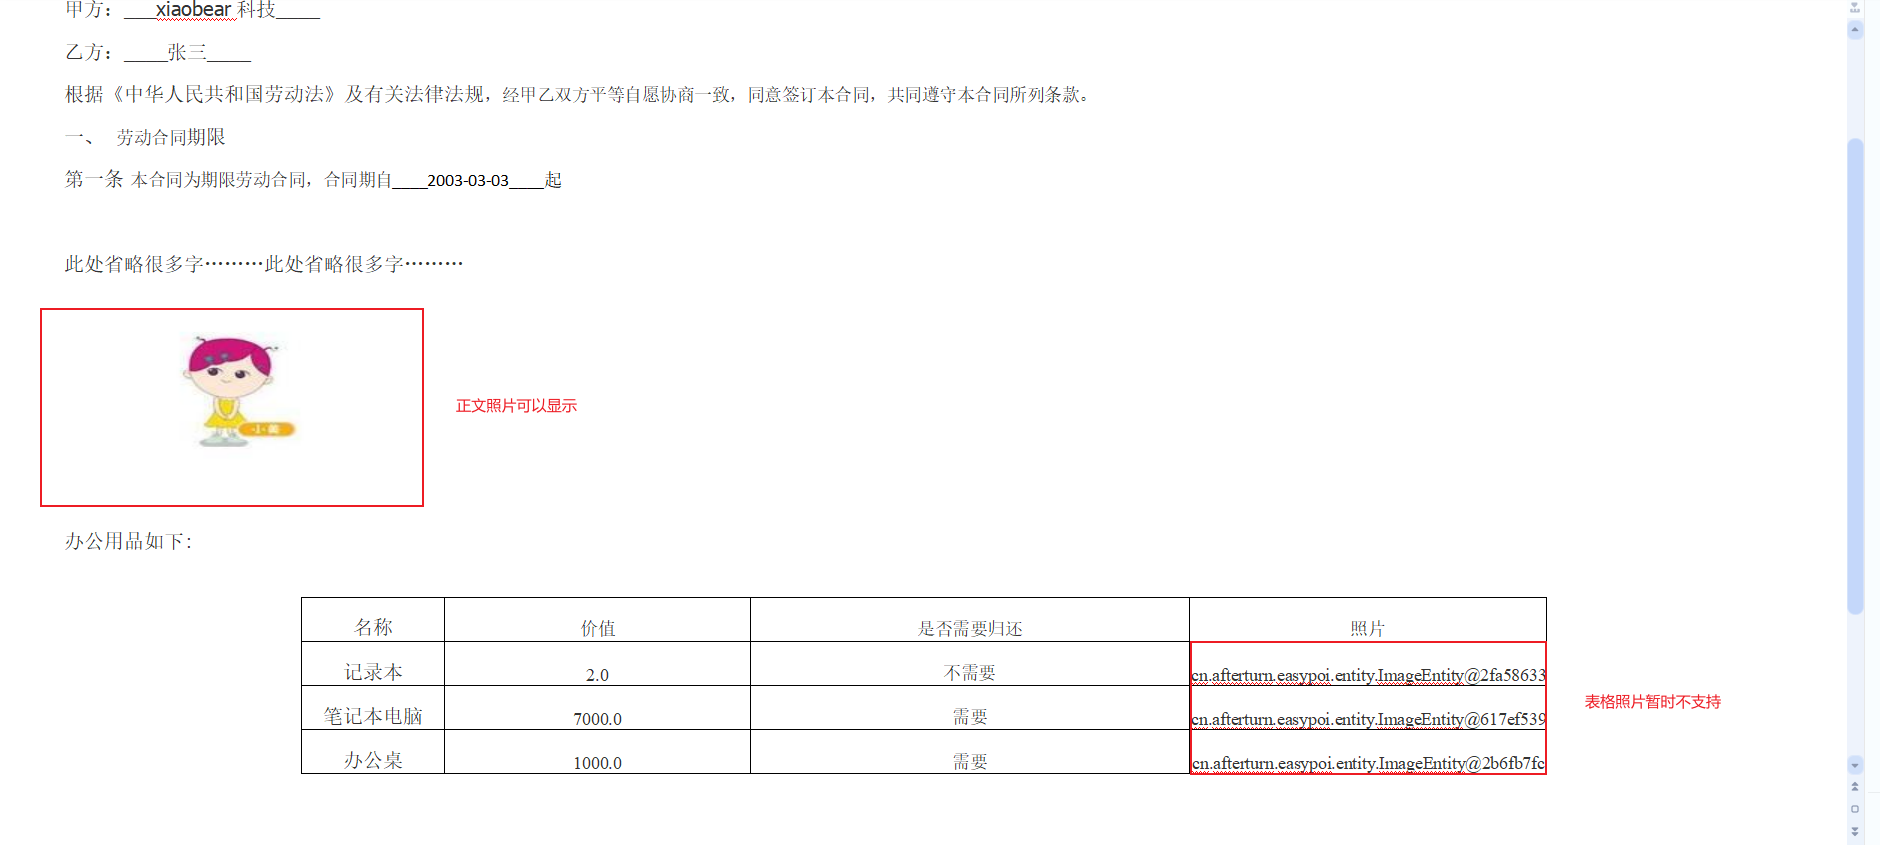 甲方：____xiaobear 科技_____
乙方：_____张三_____
根据《中华人民共和国劳动法》及有关法律法规，经甲乙双方平等自愿协商一致，同意签订本合同，共同遵守本合同所列条款。
一、 劳动合同期限
第一条 本合同为期限劳动合同，合同期自____2003-03-03____起
此处省略很多字………此处省略很多字………
正文照片可以显示
办公用品如下：
名称 价值 是否需要归还 照片
记录本 2.0 不需要 cn.afterturn.easypoi.entity.ImageEntity@2fa58633
笔记本电脑 7000.0 需要 cn.afterturn.easypoi.entity.ImageEntity@617ef539
表格照片暂时不支持
办公桌 1000.0 需要 cn.afterturn.easypoi.entity.ImageEntity@2b6fb7fc